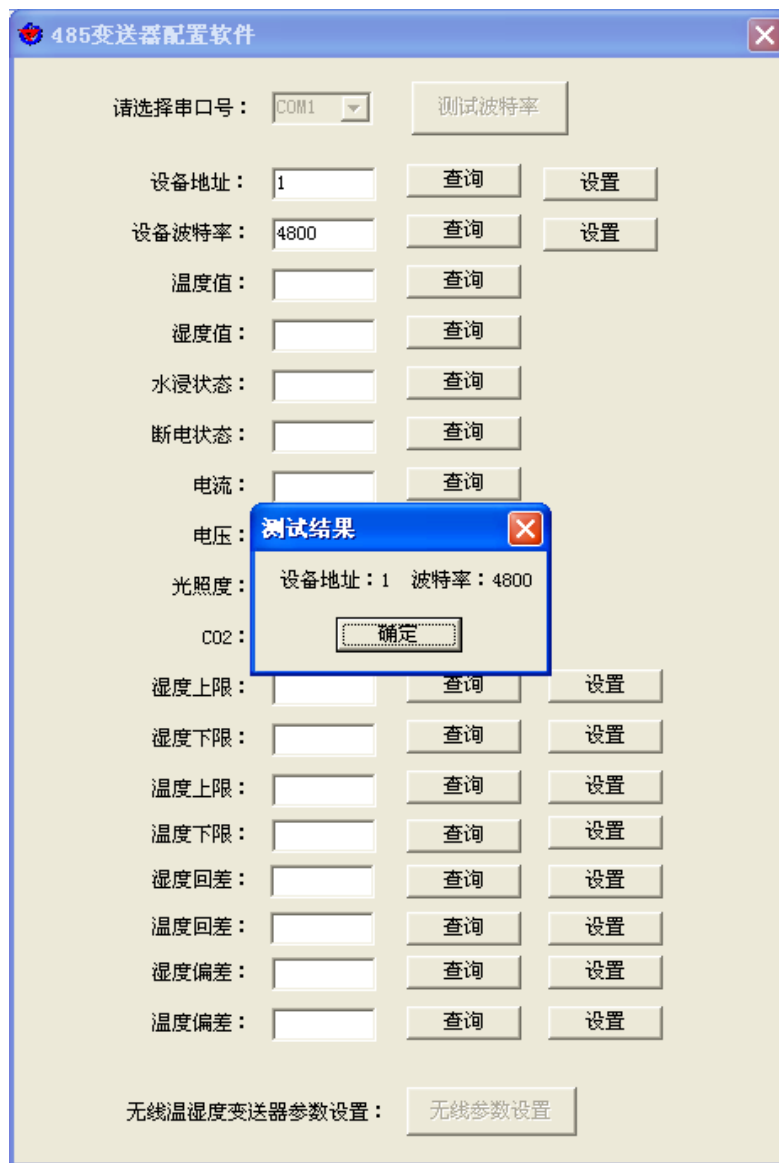 485变送器配置软件
请选择串口号： COM1 测试波特率
设备地址： 1 查询 设置
设备波特率： 4800 查询 设置
温度值： 查询
湿度值： 查询
水浸状态： 查询
断电状态： 查询
电流： 查询
电压：
测试结果
光照度：
设备地址：1 波特率：4800
CO2：
确定
湿度上限： 查询 设置
湿度下限： 查询 设置
温度上限： 查询 设置
温度下限： 查询 设置
湿度回差： 查询 设置
温度回差： 查询 设置
湿度偏差： 查询 设置
温度偏差： 查询 设置
无线温湿度变送器参数设置： 无线参数设置